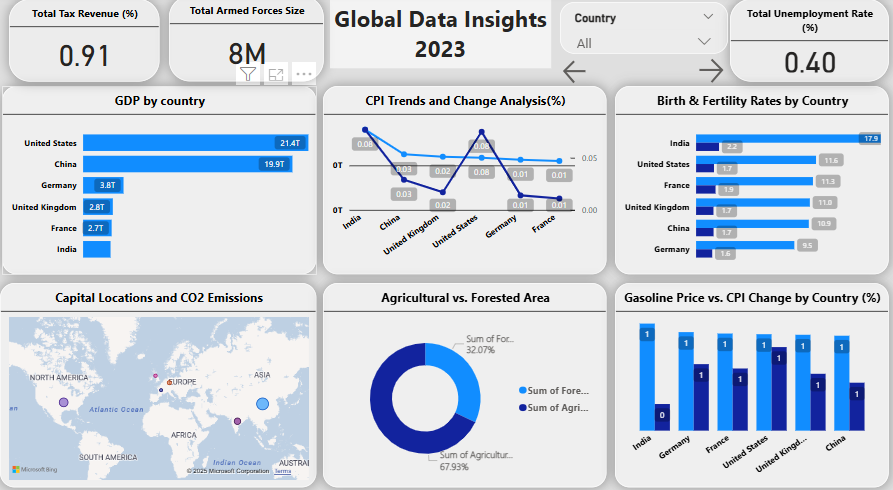 Total Tax Revenue (%)
0.91
Total Armed Forces Size
8M
Global Data Insights
2023
Country
All
Total Unemployment Rate
(%)
0.40
GDP by country
United States
21.4T
China
19.9T
Germany
3.8T
United Kingdom
2.8T
France
2.7T
India
CPI Trends and Change Analysis(%)
0T
0T
0.05
0.00
0.08
0.03
0.02
0.08
0.01
0.01
0.03
0.02
0.08
0.01
0.01
India
China
United Kingdom
United States
Germany
France
Birth & Fertility Rates by Country
India
17.9
2.2
United States
11.6
1.7
France
11.3
1.9
United Kingdom
11.0
1.7
China
10.9
1.7
Germany
9.5
1.6
Capital Locations and CO2 Emissions
NORTH AMERICA
EUROPE
ASIA
Atlantic Ocean
AFRICA
SOUTH AMERICA
Indian Ocean
AUSTRAI
en
Microsoft Bing
© 2025 Microsoft Corporation Terms
Agricultural vs. Forested Area
Sum of For...
32.07%
Sum of Fore...
Sum of Agri...
Sum of Agricultur...
67.93%
Gasoline Price vs. CPI Change by Country (%)
1
0
1
1
1
1
1
1
1
1
1
1
India
Germany
France
United States
United Kingd...
China